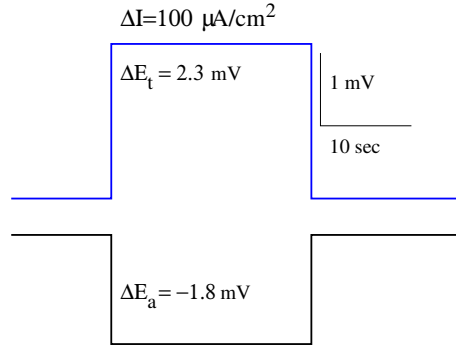 ΔI=100 μA/cm²
ΔEₜ = 2.3 mV
1 mV
10 sec
ΔEₐ = −1.8 mV